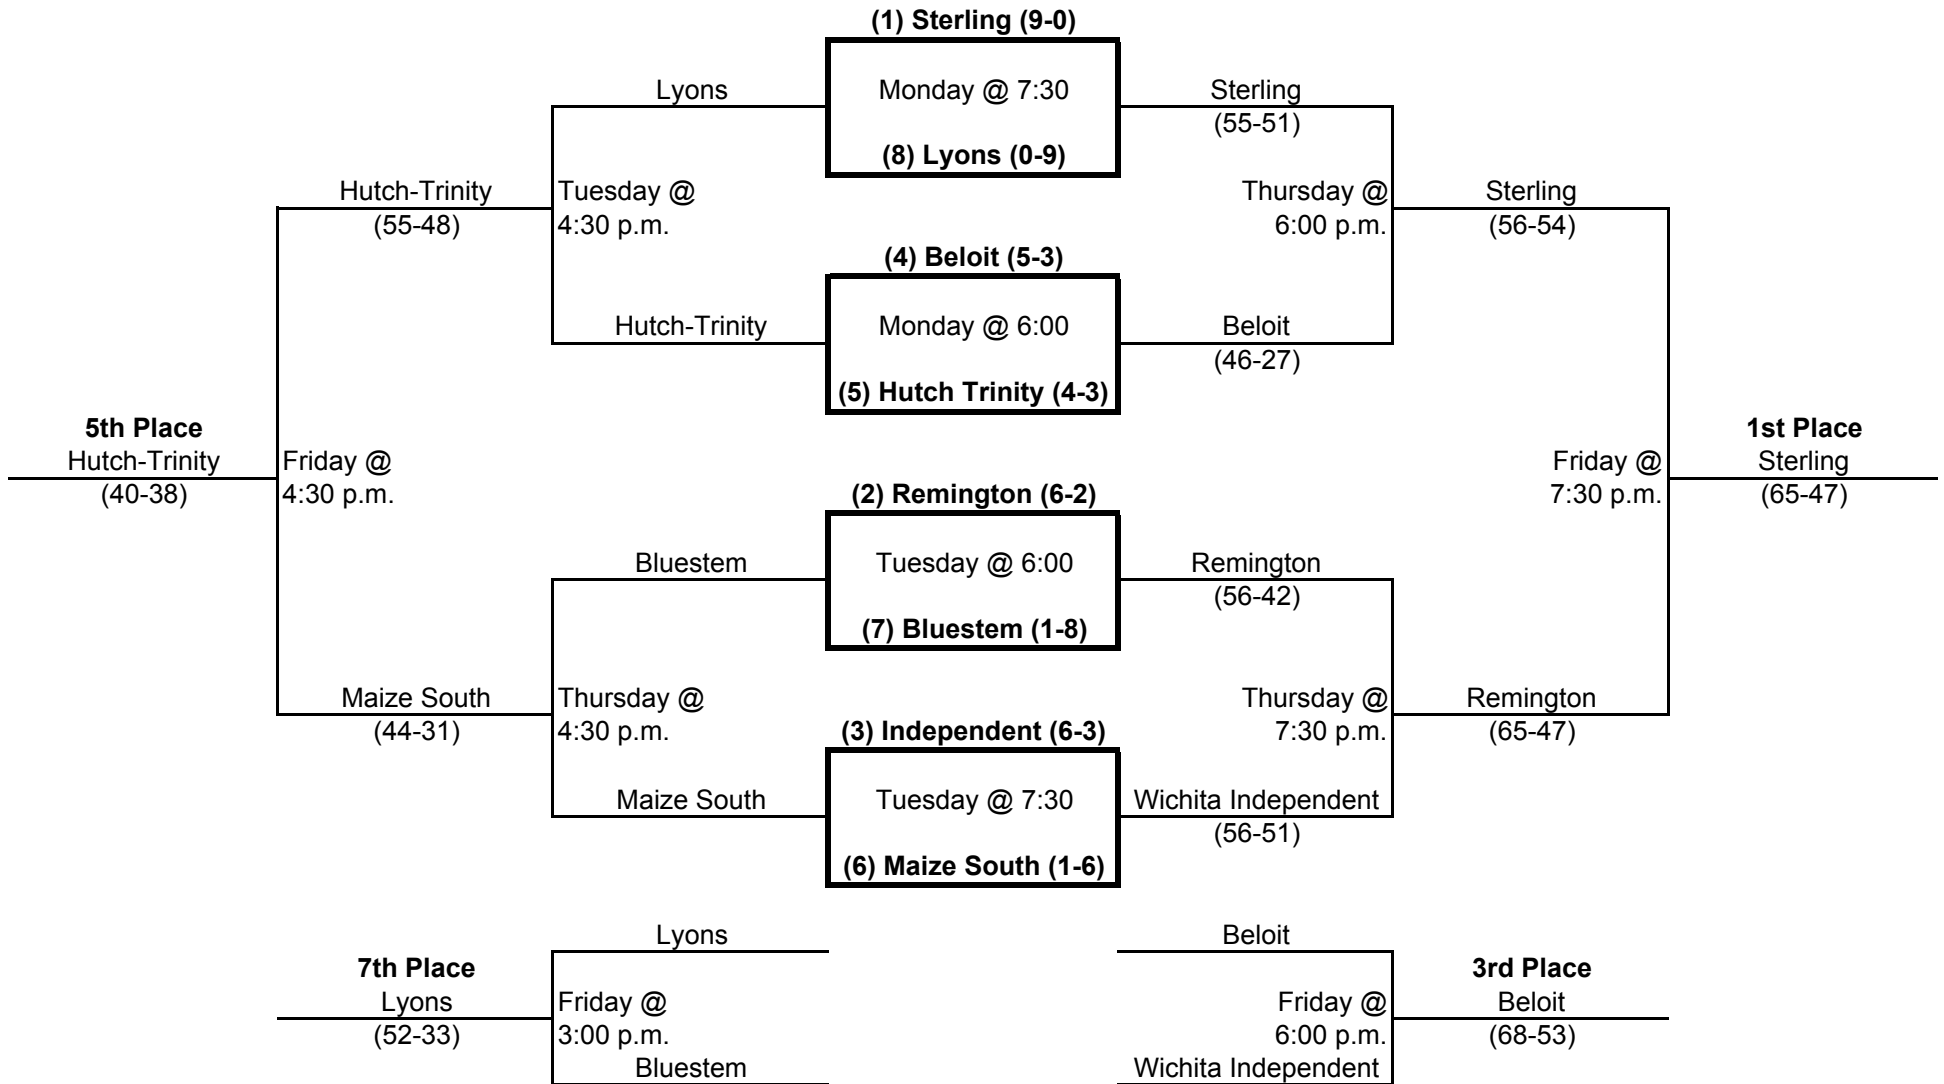 (1) Sterling (9-0)
Lyons
Monday @ 7:30
Sterling
(55-51)
(8) Lyons (0-9)
Hutch-Trinity
(55-48)
Tuesday @
4:30 p.m.
Thursday @
6:00 p.m.
Sterling
(56-54)
(4) Beloit (5-3)
Hutch-Trinity
Monday @ 6:00
Beloit
(46-27)
(5) Hutch Trinity (4-3)
5th Place
Hutch-Trinity
(40-38)
Friday @
4:30 p.m.
Friday @
7:30 p.m.
1st Place
Sterling
(65-47)
(2) Remington (6-2)
Bluestem
Tuesday @ 6:00
Remington
(56-42)
(7) Bluestem (1-8)
Maize South
(44-31)
Thursday @
4:30 p.m.
Thursday @
7:30 p.m.
Remington
(65-47)
(3) Independent (6-3)
Maize South
Tuesday @ 7:30
Wichita Independent
(56-51)
(6) Maize South (1-6)
Lyons
7th Place
Lyons
(52-33)
Friday @
3:00 p.m.
Bluestem
Beloit
Friday @
6:00 p.m.
3rd Place
Beloit
(68-53)
Wichita Independent